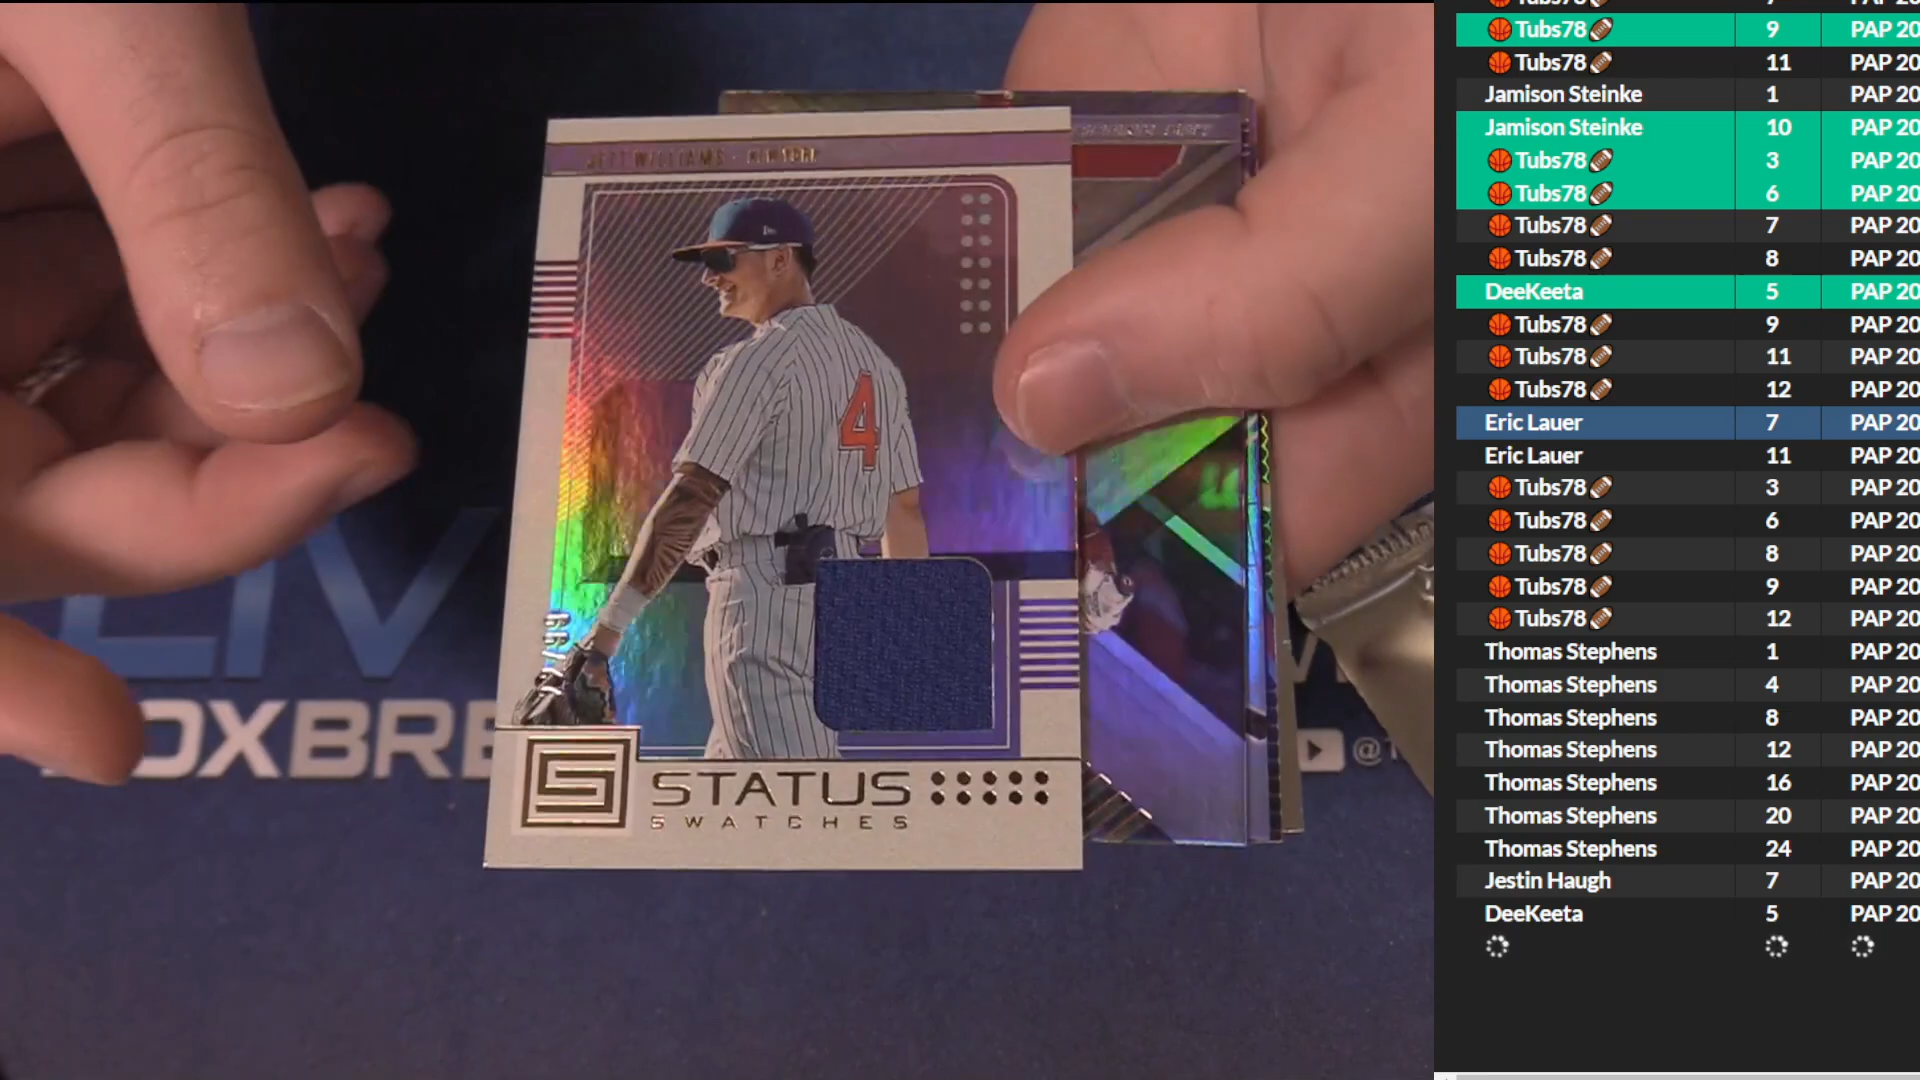 JETT WILLIAMS · NEW YORK
4
STATUS
SWATCHES
LIV
OXBRE
@T
Tubs78 9 PAP 20
Tubs78 11 PAP 20
Jamison Steinke 1 PAP 20
Jamison Steinke 10 PAP 20
Tubs78 3 PAP 20
Tubs78 6 PAP 20
Tubs78 7 PAP 20
Tubs78 8 PAP 20
DeeKeeta 5 PAP 20
Tubs78 9 PAP 20
Tubs78 11 PAP 20
Tubs78 12 PAP 20
Eric Lauer 7 PAP 20
Eric Lauer 11 PAP 20
Tubs78 3 PAP 20
Tubs78 6 PAP 20
Tubs78 8 PAP 20
Tubs78 9 PAP 20
Tubs78 12 PAP 20
Thomas Stephens 1 PAP 20
Thomas Stephens 4 PAP 20
Thomas Stephens 8 PAP 20
Thomas Stephens 12 PAP 20
Thomas Stephens 16 PAP 20
Thomas Stephens 20 PAP 20
Thomas Stephens 24 PAP 20
Jestin Haugh 7 PAP 20
DeeKeeta 5 PAP 20